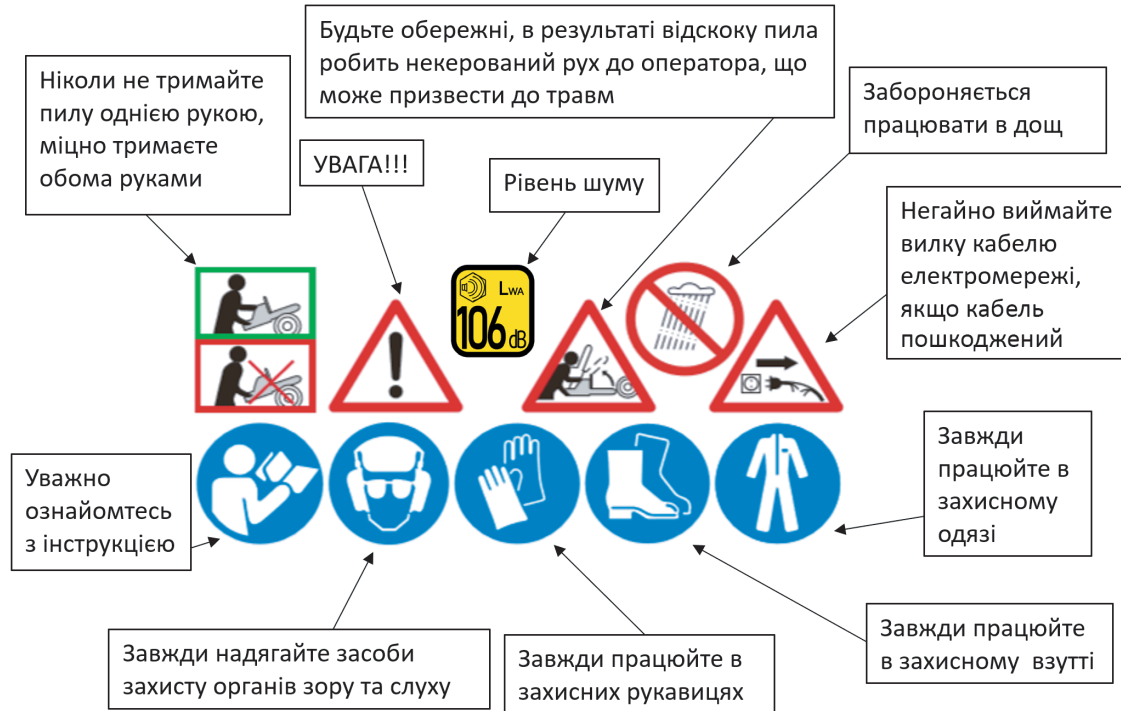 Будьте обережні, в результаті відскоку пила
робить некерований рух до оператора, що
може призвести до травм
Ніколи не тримайте
пилу однією рукою,
міцно тримаєте
обома руками
УВАГА!!!
Рівень шуму
Забороняється
працювати в дощ
Негайно виймайте
вилку кабелю
електромережі,
якщо кабель
пошкоджений
LWA
106 dB
Уважно
ознайомтесь
з інструкцією
Завжди
працюйте в
захисному
одязі
Завжди надягайте засоби
захисту органів зору та слуху
Завжди працюйте в
захисних рукавицях
Завжди працюйте
в захисному взутті